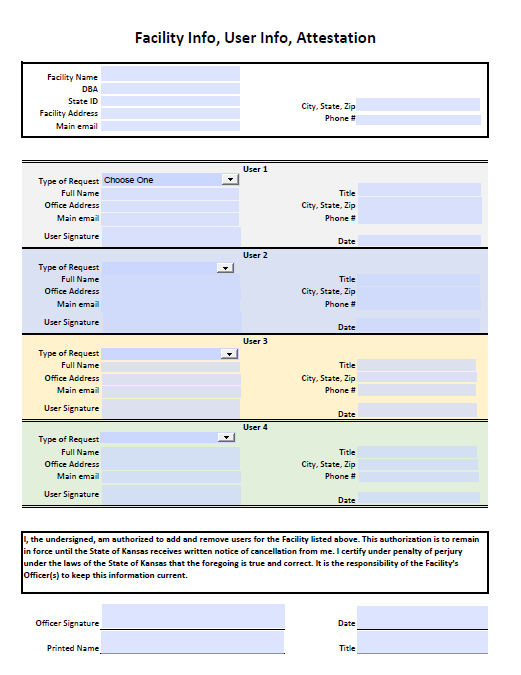 Facility Info, User Info, Attestation
Facility Name
DBA
State ID
Facility Address
Main email
City, State, Zip
Phone #
User 1
Type of Request Choose One
Full Name Title
Office Address City, State, Zip
Main email Phone #
User Signature Date
User 2
Type of Request
Full Name Title
Office Address City, State, Zip
Main email Phone #
User Signature Date
User 3
Type of Request
Full Name Title
Office Address City, State, Zip
Main email Phone #
User Signature Date
User 4
Type of Request
Full Name Title
Office Address City, State, Zip
Main email Phone #
User Signature Date
I, the undersigned, am authorized to add and remove users for the Facility listed above. This authorization is to remain
in force until the State of Kansas receives written notice of cancellation from me. I certify under penalty of perjury
under the laws of the State of Kansas that the foregoing is true and correct. It is the responsibility of the Facility's
Officer(s) to keep this information current.
Officer Signature Date
Printed Name Title